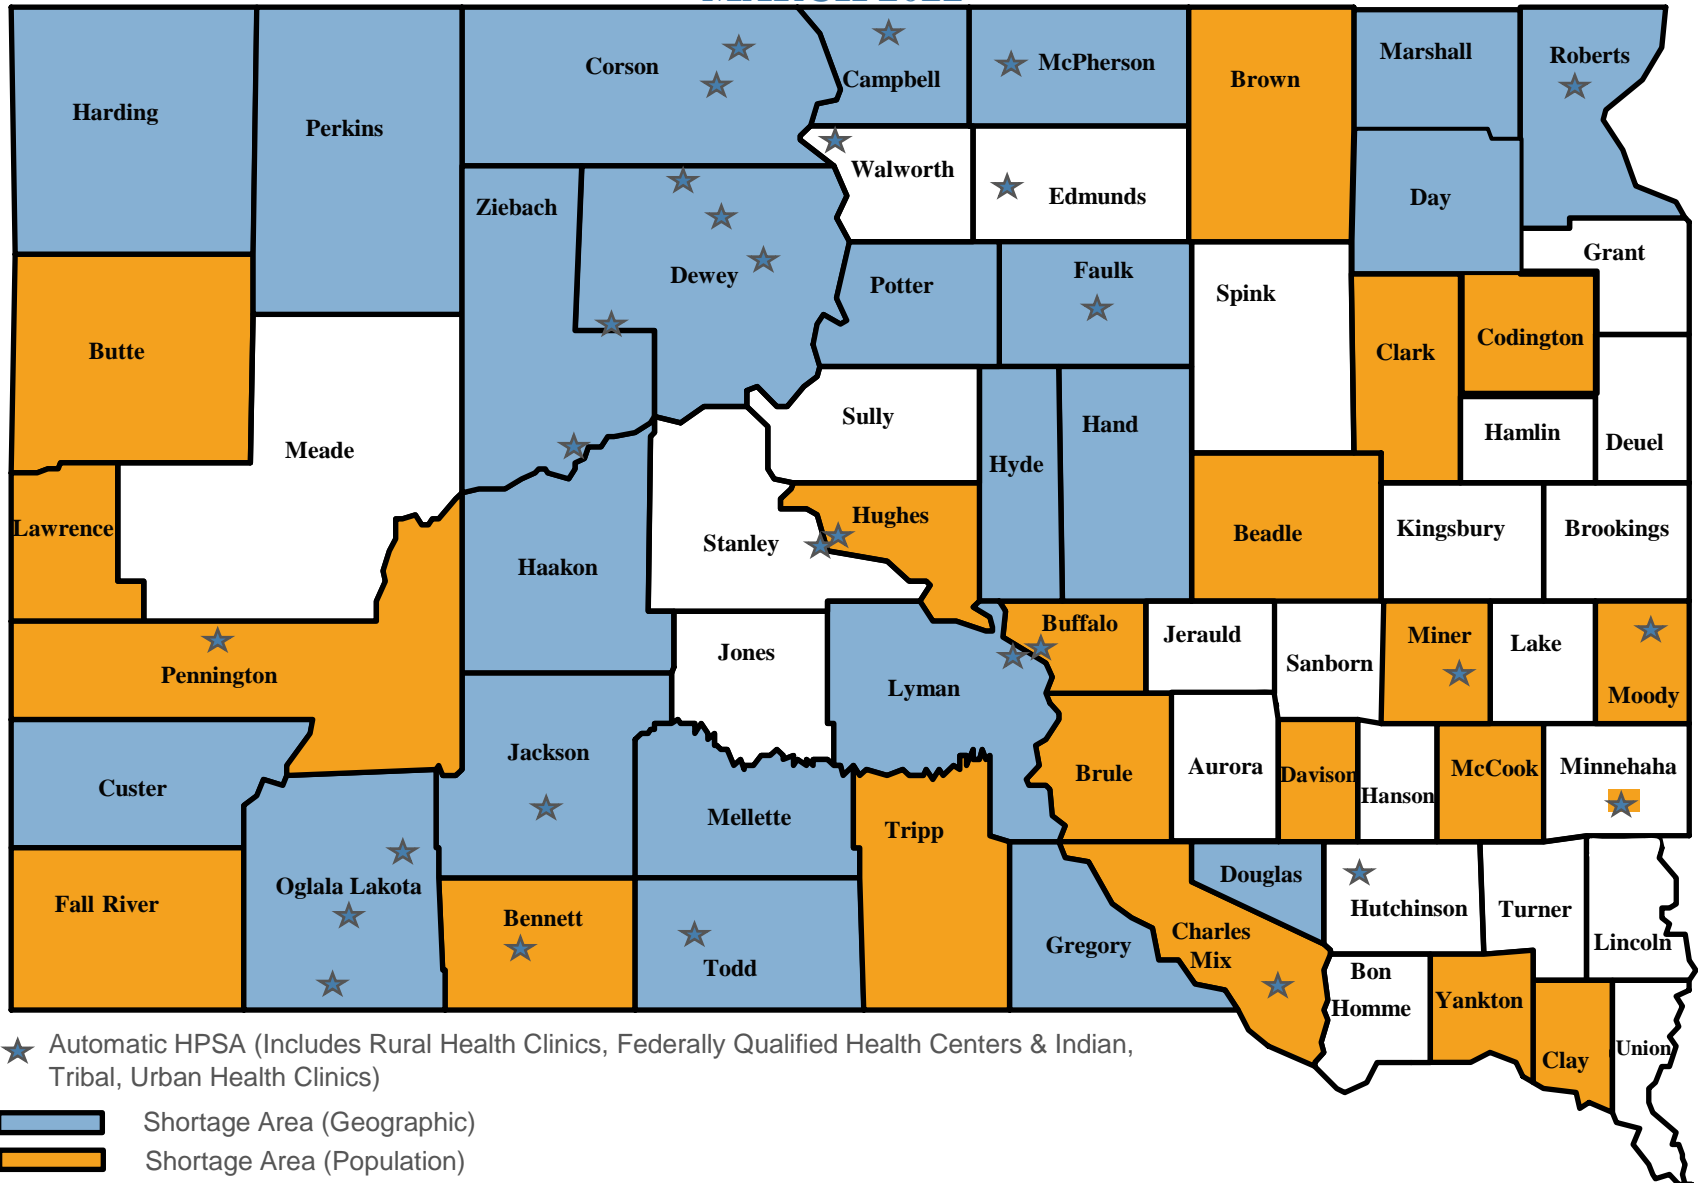 Harding
Perkins
Corson
Campbell
McPherson
Brown
Marshall
Roberts
Walworth
Edmunds
Day
Grant
Ziebach
Dewey
Potter
Faulk
Spink
Butte
Clark
Codington
Meade
Sully
Hyde
Hand
Hamlin
Deuel
Lawrence
Haakon
Stanley
Hughes
Beadle
Kingsbury
Brookings
Pennington
Jones
Lyman
Buffalo
Jerauld
Sanborn
Miner
Lake
Moody
Custer
Jackson
Mellette
Tripp
Brule
Aurora
Davison
Hanson
McCook
Minnehaha
Fall River
Oglala Lakota
Bennett
Todd
Gregory
Charles
Mix
Douglas
Hutchinson
Turner
Lincoln
Bon
Homme
Yankton
Clay
Union
Automatic HPSA (Includes Rural Health Clinics, Federally Qualified Health Centers & Indian,
Tribal, Urban Health Clinics)
Shortage Area (Geographic)
Shortage Area (Population)